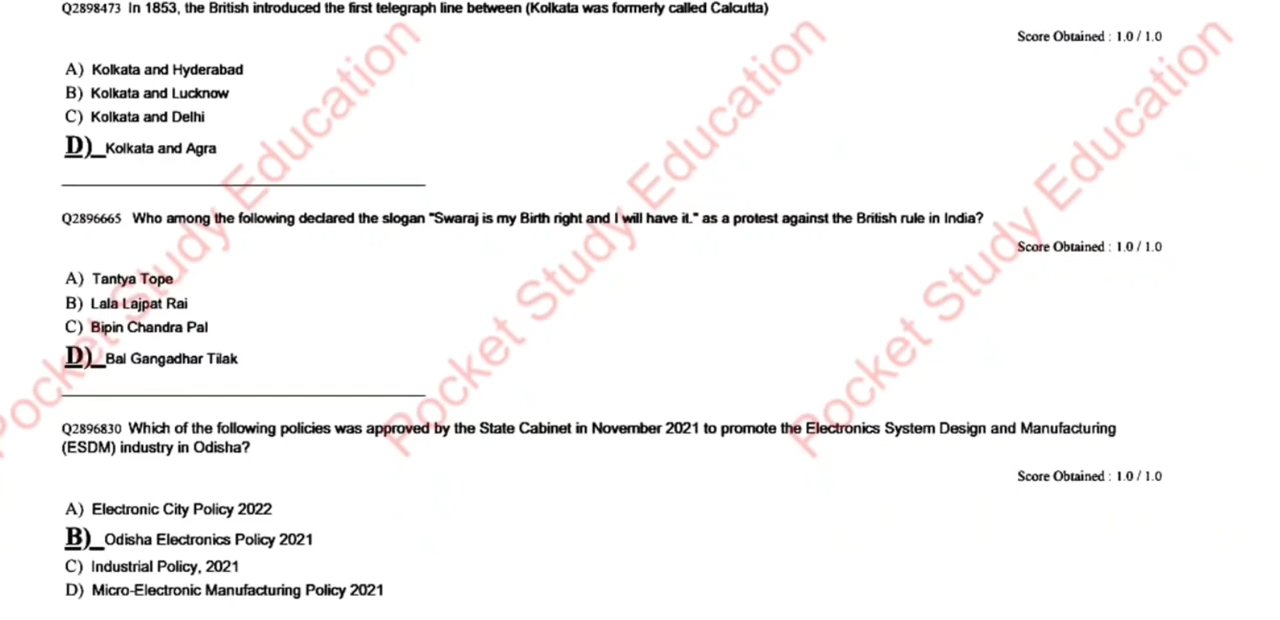 Q2898473 In 1853, the British introduced the first telegraph line between (Kolkata was formerly called Calcutta)
Score Obtained : 1.0 / 1.0
A) Kolkata and Hyderabad
B) Kolkata and Lucknow
C) Kolkata and Delhi
D)_Kolkata and Agra
Q2896665 Who among the following declared the slogan "Swaraj is my Birth right and I will have it." as a protest against the British rule in India?
Score Obtained : 1.0 / 1.0
A) Tantya Tope
B) Lala Lajpat Rai
C) Bipin Chandra Pal
D)_Bal Gangadhar Tilak
Q2896830 Which of the following policies was approved by the State Cabinet in November 2021 to promote the Electronics System Design and Manufacturing
(ESDM) industry in Odisha?
Score Obtained : 1.0 / 1.0
A) Electronic City Policy 2022
B)_Odisha Electronics Policy 2021
C) Industrial Policy, 2021
D) Micro-Electronic Manufacturing Policy 2021
Pocket Study Education
Pocket Study Education
Pocket Study Education